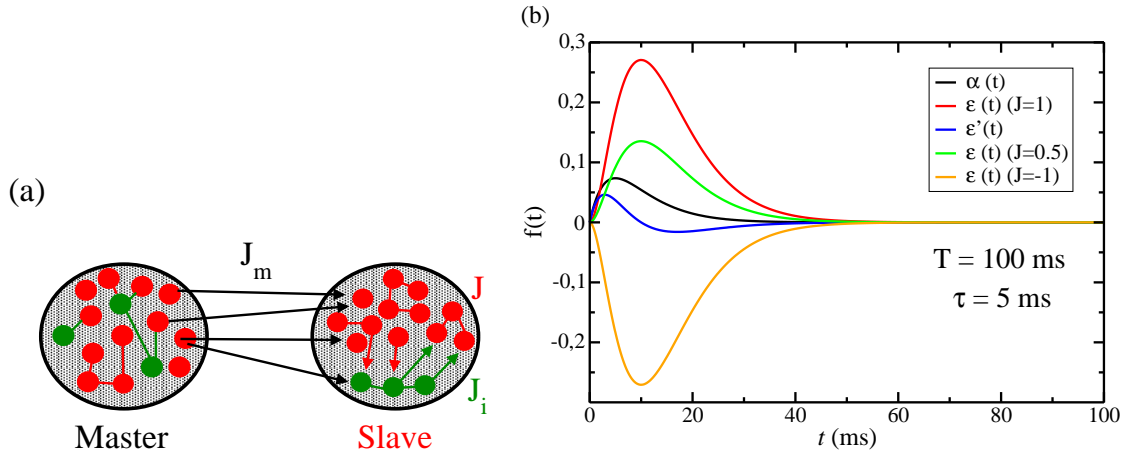 (a)
J_m
J
J_i
Master
Slave
(b)
0,3
0,2
0,1
0
-0,1
-0,2
f(t)
α (t)
ε (t) (J=1)
ε'(t)
ε (t) (J=0.5)
ε (t) (J=-1)
T = 100 ms
τ = 5 ms
0 20 40 60 80 100
t (ms)